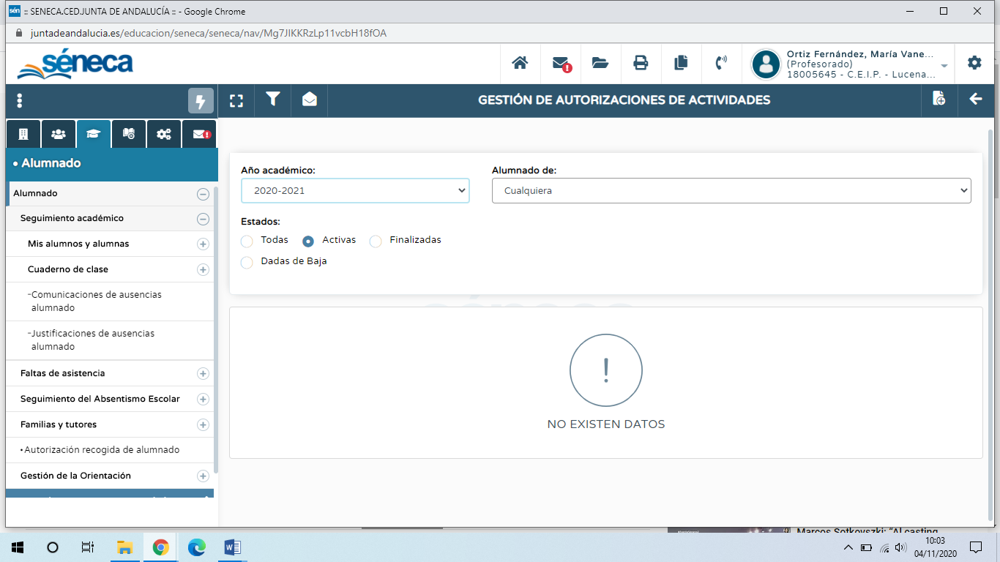 sén :: SENECA.CEDJUNTA DE ANDALUCÍA :: - Google Chrome
juntadeandalucia.es/educacion/seneca/seneca/nav/Mg7JIKKRzLp11vcbH18fOA
séneca
Ortiz Fernández, María Vane...
(Profesorado)
18005645 - C.E.I.P. - Lucena...
GESTIÓN DE AUTORIZACIONES DE ACTIVIDADES
• Alumnado
Alumnado
Seguimiento académico
Mis alumnos y alumnas
Cuaderno de clase
-Comunicaciones de ausencias
alumnado
-Justificaciones de ausencias
alumnado
Faltas de asistencia
Seguimiento del Absentismo Escolar
Familias y tutores
•Autorización recogida de alumnado
Gestión de la Orientación
Año académico:
Alumnado de:
2020-2021
Cualquiera
Estados:
Todas
Activas
Finalizadas
Dadas de Baja
!
NO EXISTEN DATOS
Marcos Sotkovszki: “Al casting
10:03
04/11/2020